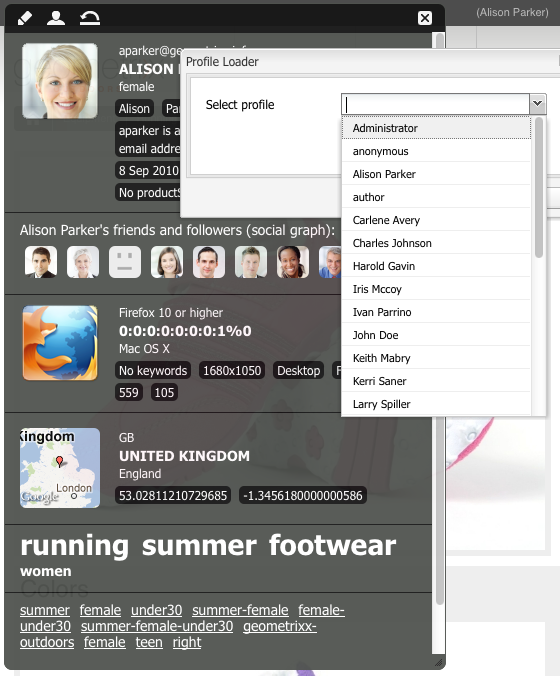 (Alison Parker)
aparker@geometrixx.info
ALISON
female
Alison
aparker is a
email addre
8 Sep 2010
No product
Profile Loader
Select profile
Administrator
anonymous
Alison Parker
author
Carlene Avery
Charles Johnson
Harold Gavin
Iris Mccoy
Ivan Parrino
John Doe
Keith Mabry
Kerri Saner
Larry Spiller
Alison Parker's friends and followers (social graph):
Firefox 10 or higher
0:0:0:0:0:0:0:1%0
Mac OS X
No keywords 1680x1050 Desktop
559 105
Kingdom
London
Google
GB
UNITED KINGDOM
England
53.02811210729685 -1.3456180000000586
running summer footwear
women
Colors
summer female under30 summer-female female-
under30 summer-female-under30 geometrixx-
outdoors female teen right